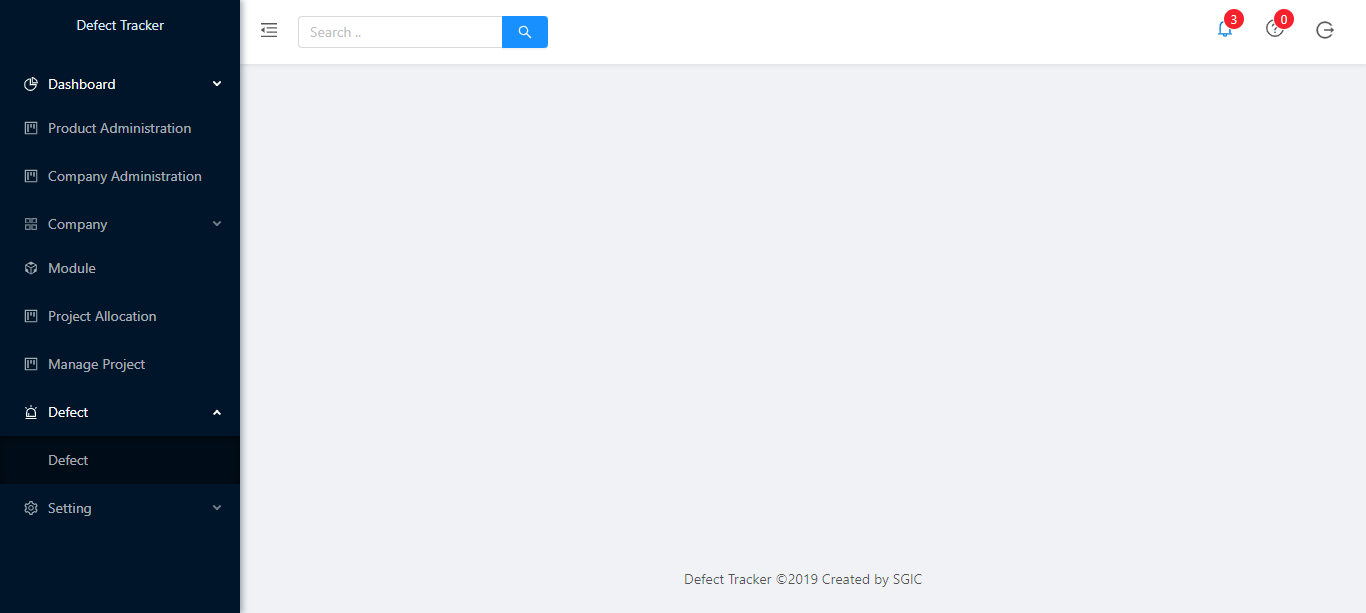 Defect Tracker
Search ..
3
0
Dashboard
Product Administration
Company Administration
Company
Module
Project Allocation
Manage Project
Defect
Defect
Setting
Defect Tracker ©2019 Created by SGIC